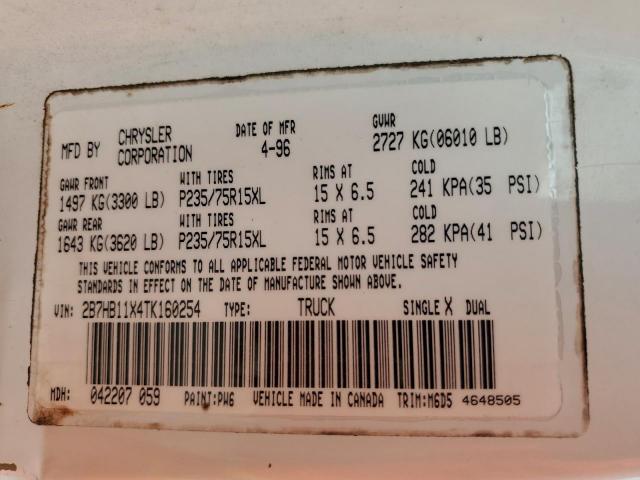 MFD BY CHRYSLER CORPORATION DATE OF MFR 4-96 GVWR 2727 KG(06010 LB)
GAWR FRONT WITH TIRES RIMS AT COLD
1497 KG(3300 LB) P235/75R15XL 15 X 6.5 241 KPA(35 PSI)
GAWR REAR WITH TIRES RIMS AT COLD
1643 KG(3620 LB) P235/75R15XL 15 X 6.5 282 KPA(41 PSI)
THIS VEHICLE CONFORMS TO ALL APPLICABLE FEDERAL MOTOR VEHICLE SAFETY
STANDARDS IN EFFECT ON THE DATE OF MANUFACTURE SHOWN ABOVE.
VIN: 2B7HB11X4TK160254 TYPE: TRUCK SINGLE X DUAL
MDH: 042207 059 PAINT:PW6 VEHICLE MADE IN CANADA TRIM:M6D5 4648505